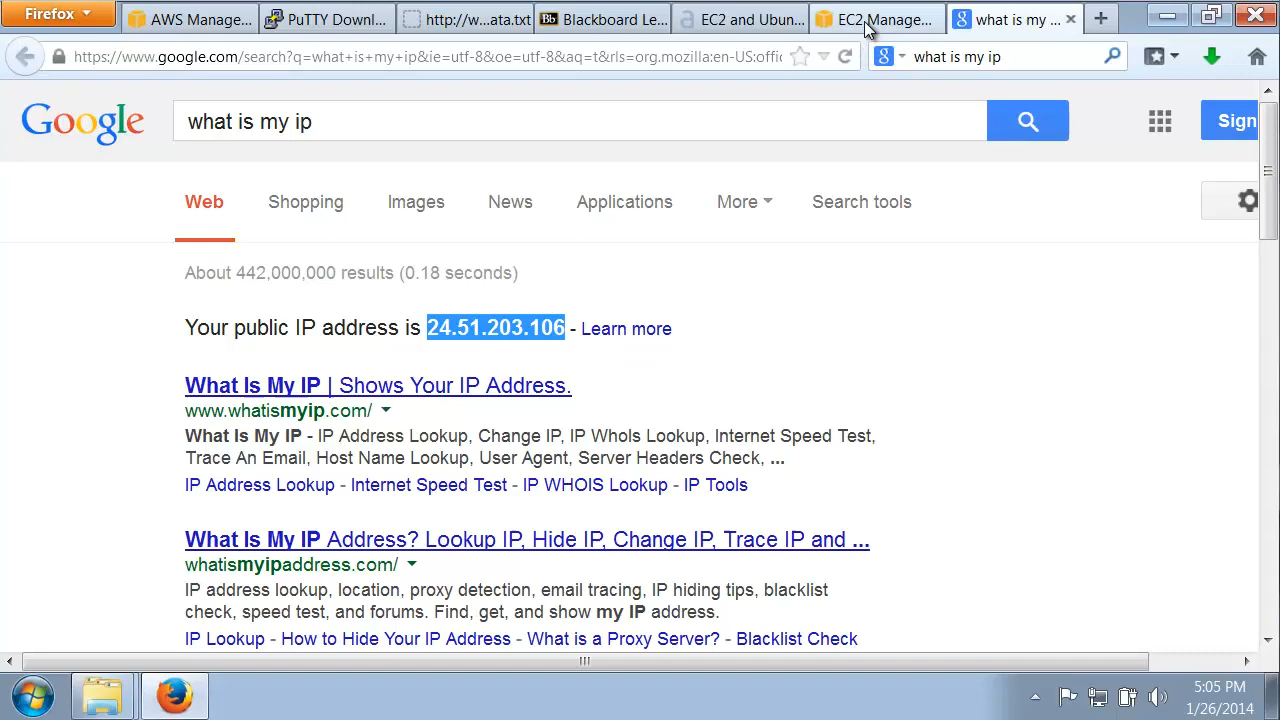 Firefox
AWS Manage...
PuTTY Downl...
http://w...ata.txt
Bb Blackboard Le...
EC2 and Ubun...
EC2 Manage...
what is my ...
https://www.google.com/search?q=what+is+my+ip&ie=utf-8&oe=utf-8&aq=t&rls=org.mozilla:en-US:offi
what is my ip
Google
what is my ip
Sign
Web
Shopping
Images
News
Applications
More
Search tools
About 442,000,000 results (0.18 seconds)
Your public IP address is 24.51.203.106 - Learn more
What Is My IP | Shows Your IP Address.
www.whatismyip.com/
What Is My IP - IP Address Lookup, Change IP, IP WhoIs Lookup, Internet Speed Test,
Trace An Email, Host Name Lookup, User Agent, Server Headers Check, ...
IP Address Lookup - Internet Speed Test - IP WHOIS Lookup - IP Tools
What Is My IP Address? Lookup IP, Hide IP, Change IP, Trace IP and ...
whatismyipaddress.com/
IP address lookup, location, proxy detection, email tracing, IP hiding tips, blacklist
check, speed test, and forums. Find, get, and show my IP address.
IP Lookup - How to Hide Your IP Address - What is a Proxy Server? - Blacklist Check
5:05 PM
1/26/2014